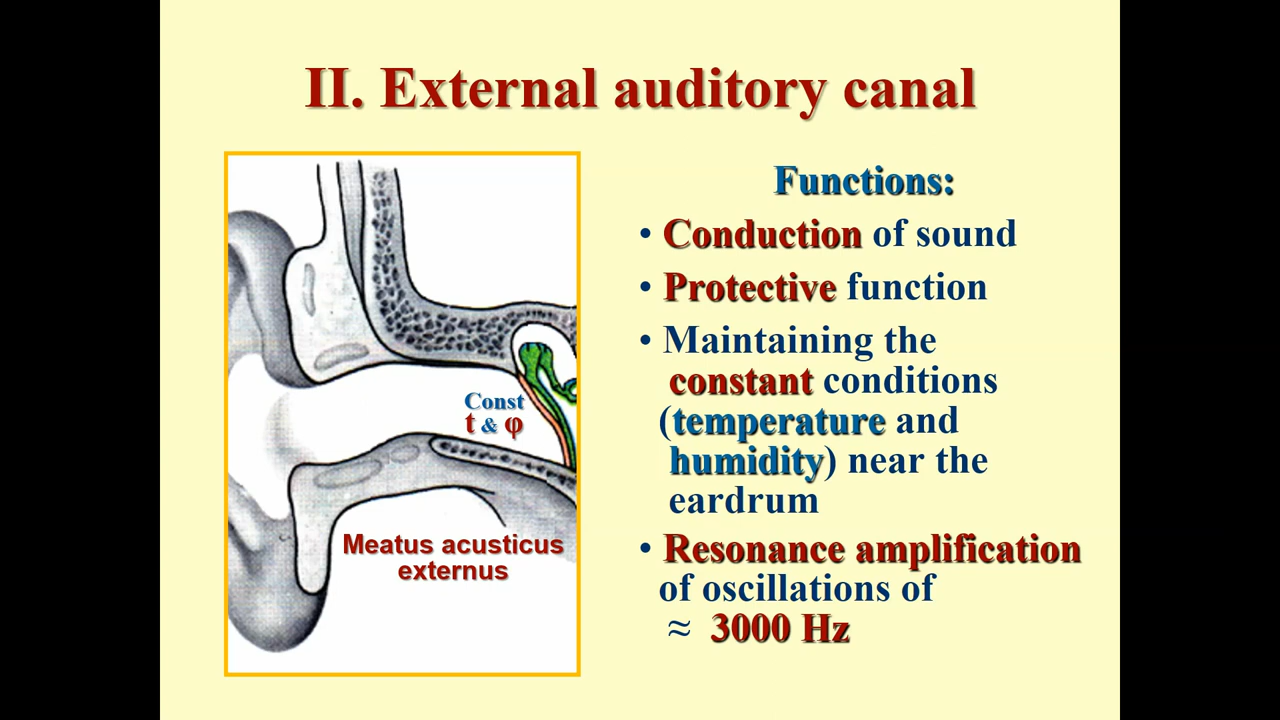 II. External auditory canal
Const
t & φ
Meatus acusticus
externus
Functions:
• Conduction of sound
• Protective function
• Maintaining the
constant conditions
(temperature and
humidity) near the
eardrum
• Resonance amplification
of oscillations of
≈ 3000 Hz